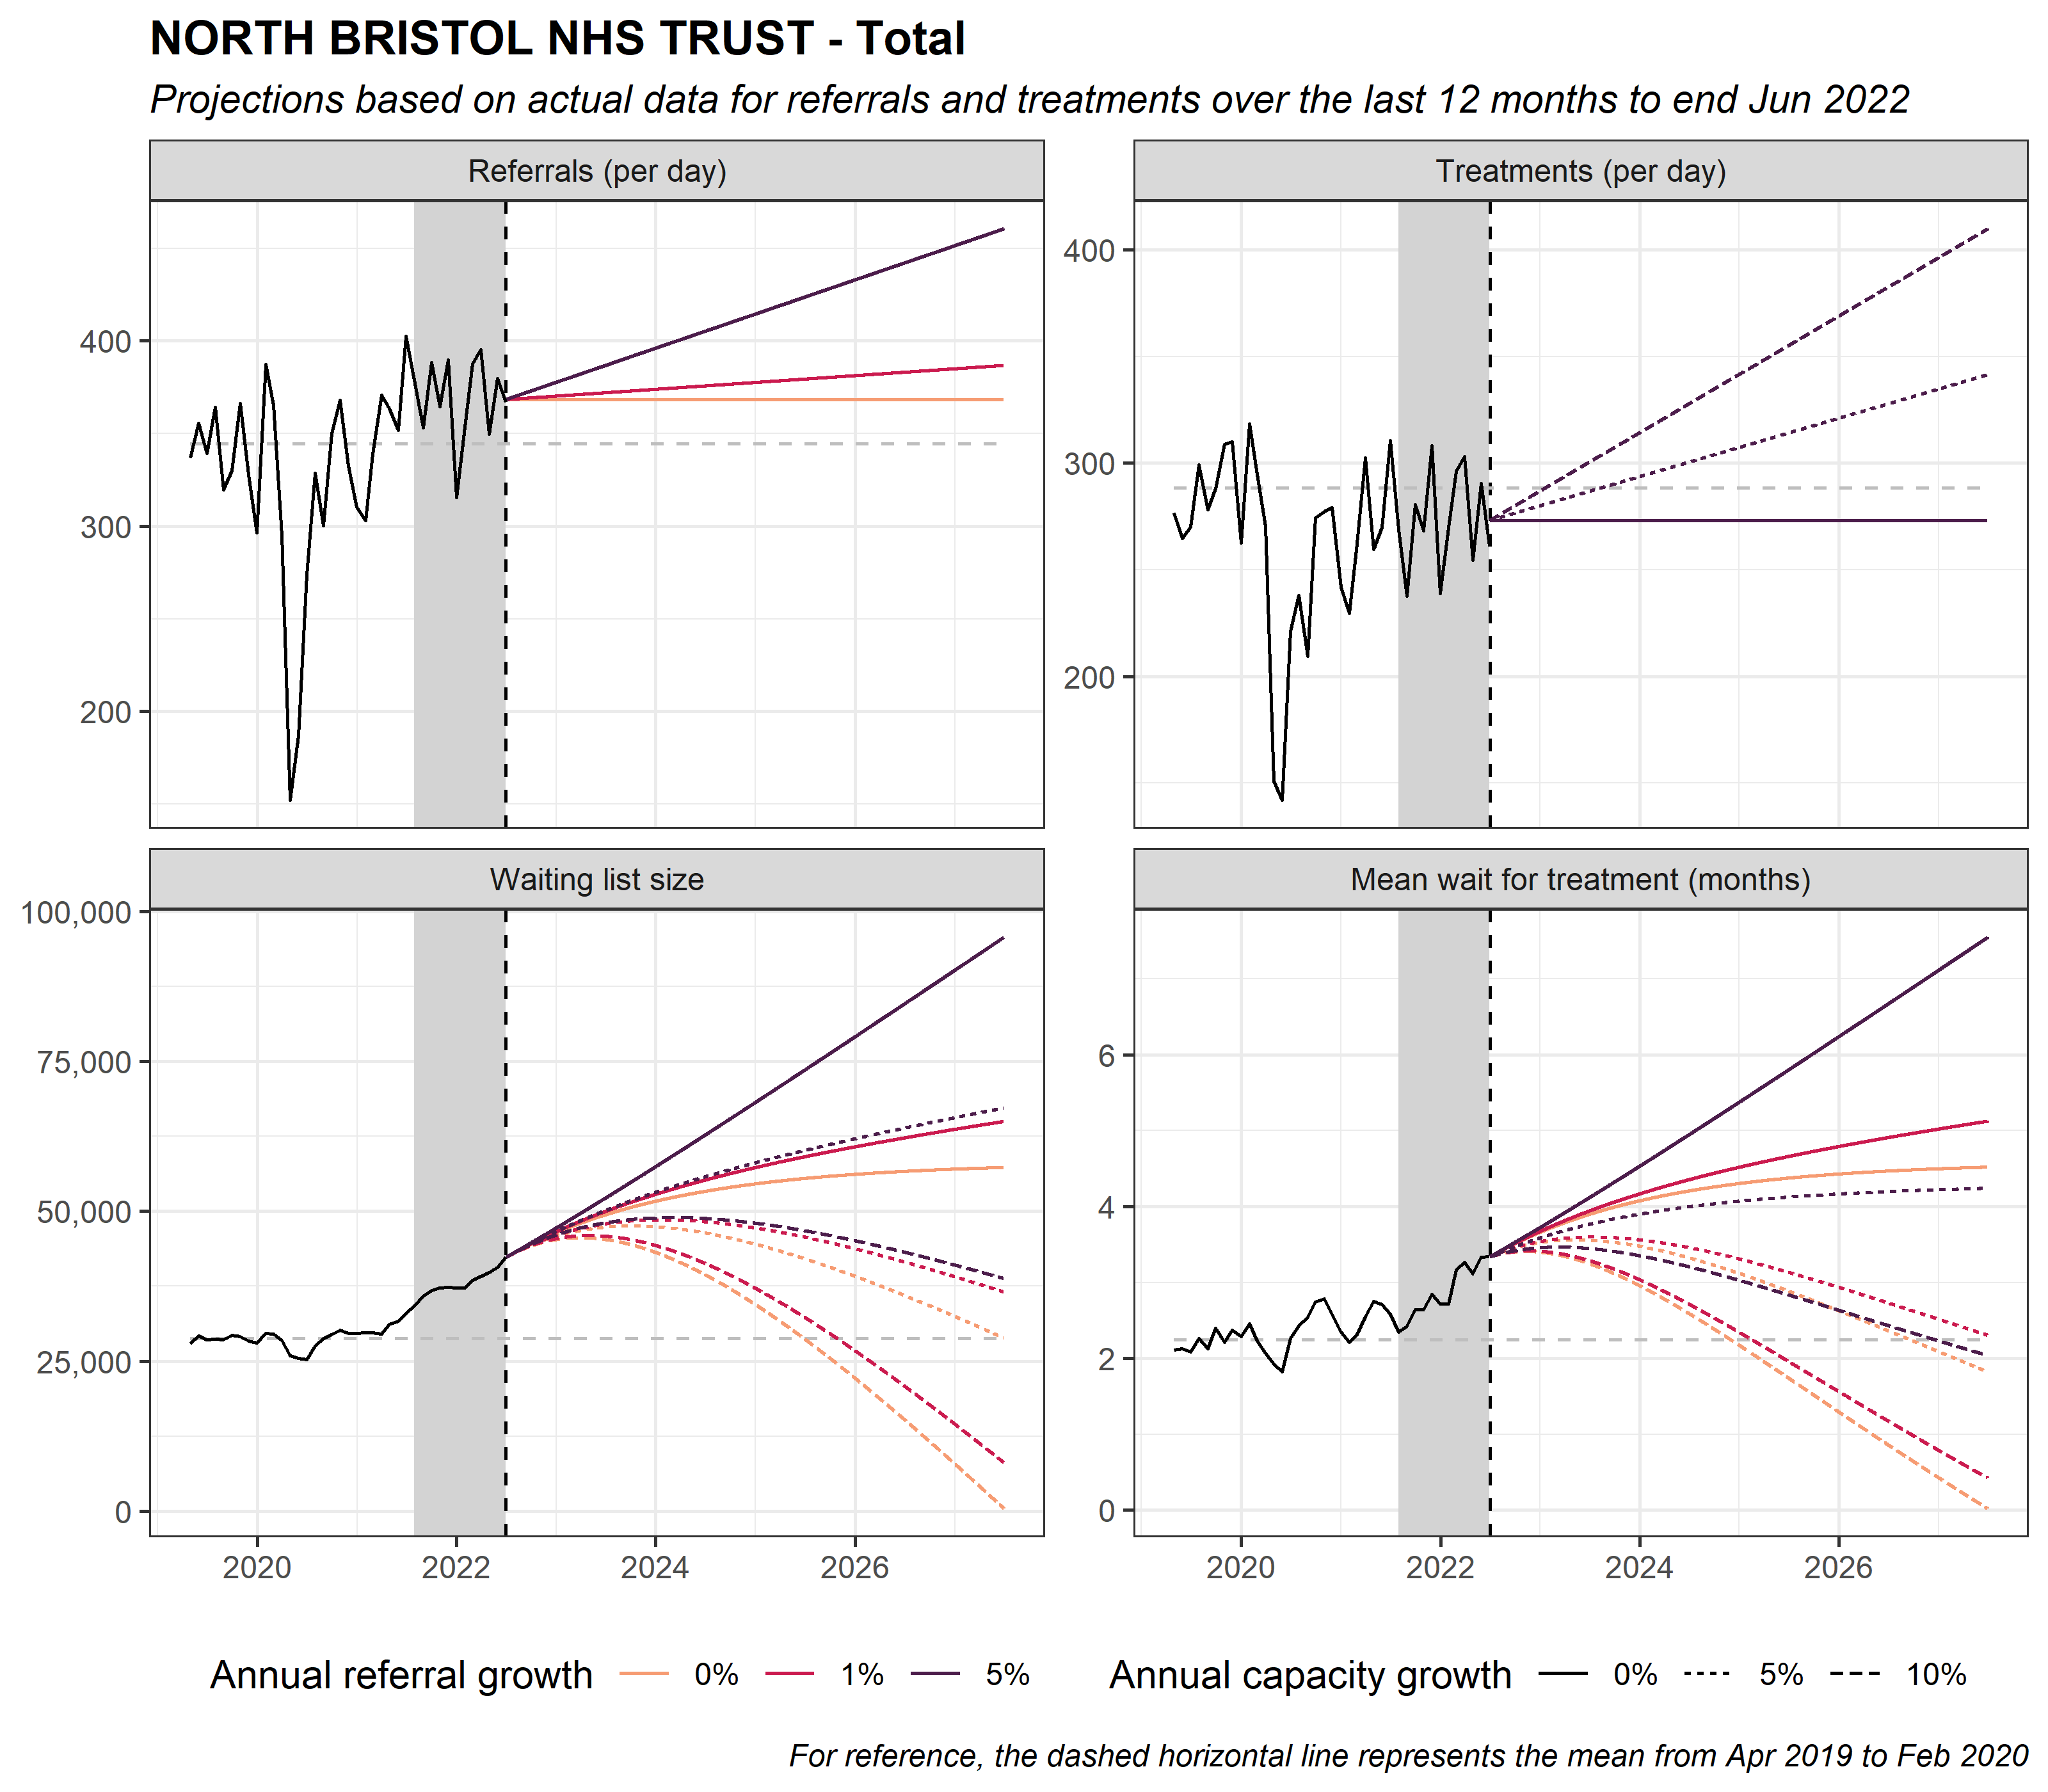 NORTH BRISTOL NHS TRUST - Total
Projections based on actual data for referrals and treatments over the last 12 months to end Jun 2022
Referrals (per day)
400
300
200
Treatments (per day)
400
300
200
Waiting list size
100,000
75,000
50,000
25,000
0
2020 2022 2024 2026
Mean wait for treatment (months)
6
4
2
0
2020 2022 2024 2026
Annual referral growth 0% 1% 5%
Annual capacity growth 0% 5% 10%
For reference, the dashed horizontal line represents the mean from Apr 2019 to Feb 2020